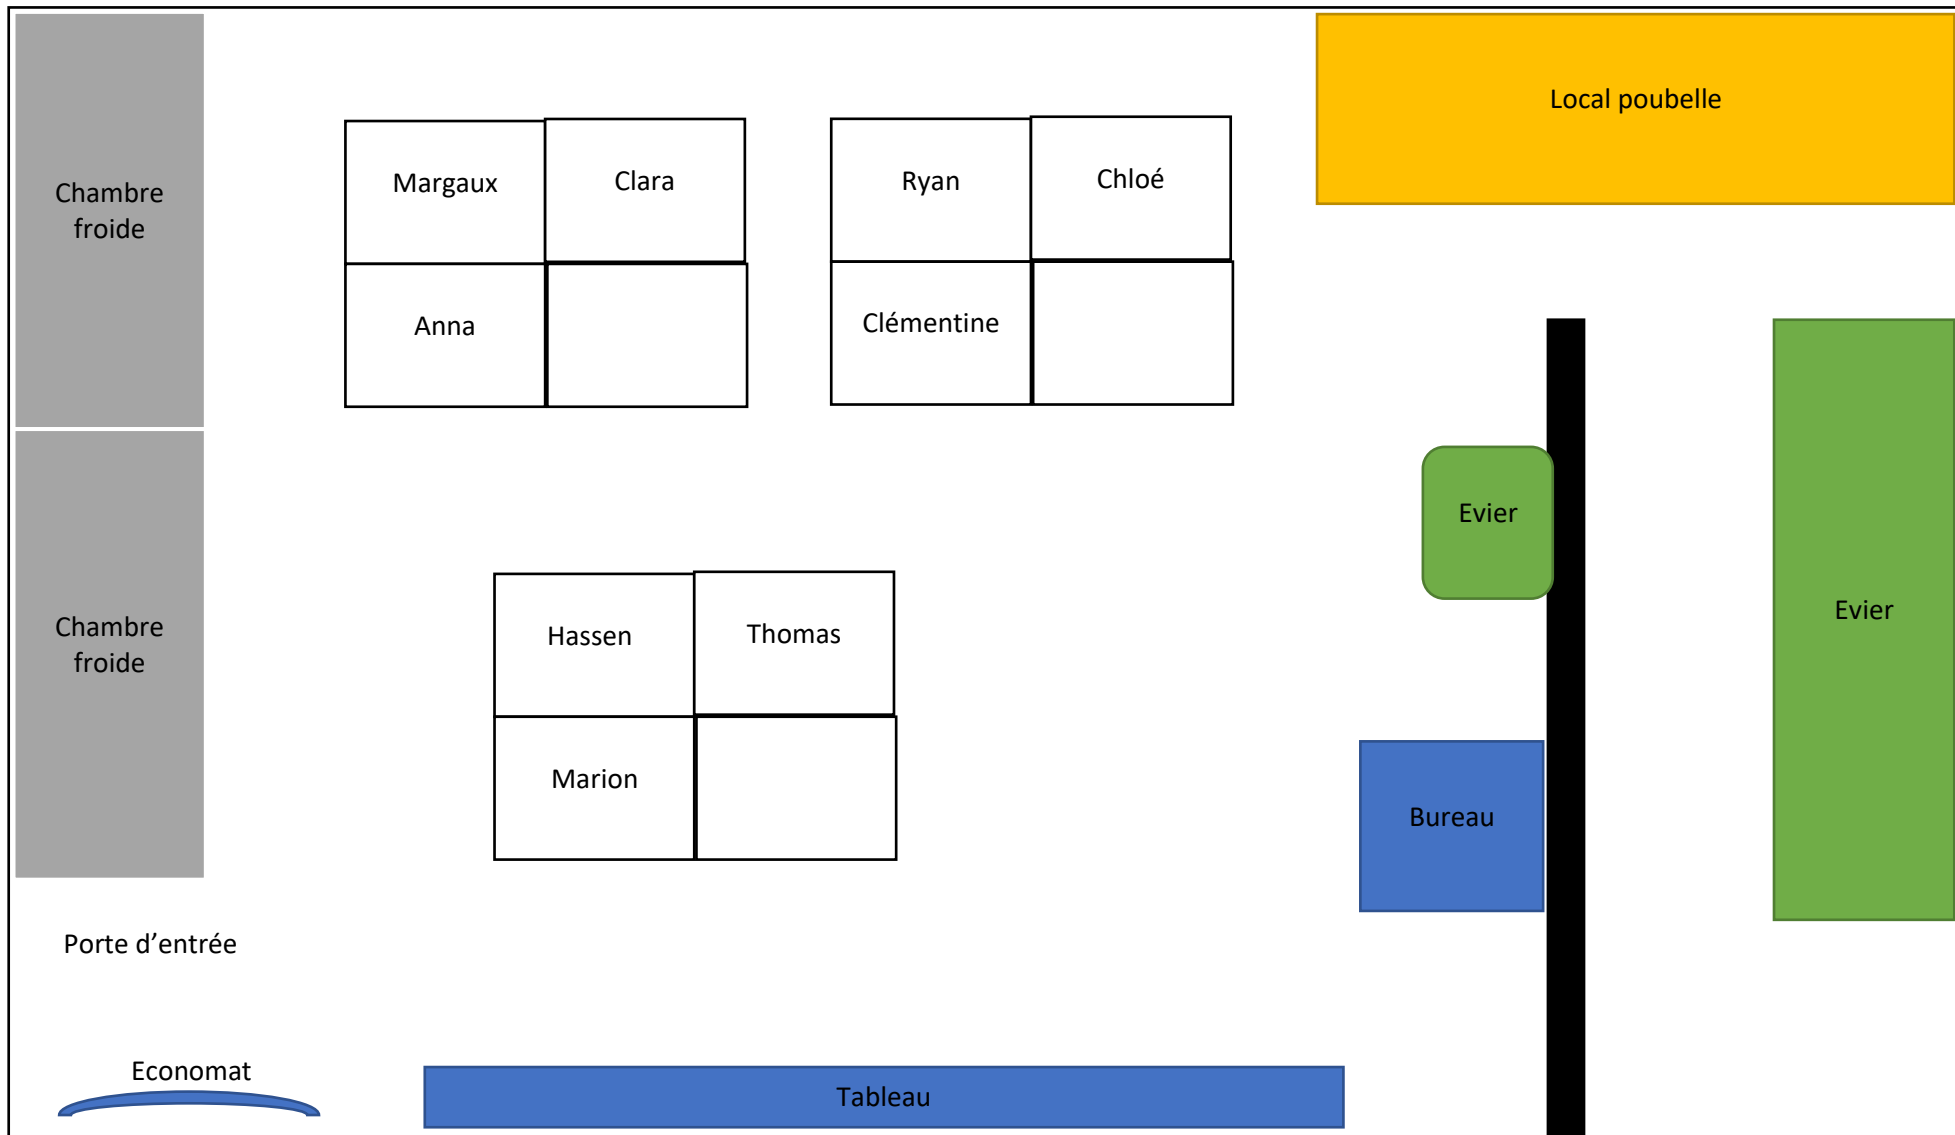 Local poubelle
Chambre
froide
Margaux
Clara
Ryan
Chloé
Anna
Clémentine
Evier
Chambre
froide
Hassen
Thomas
Evier
Marion
Bureau
Porte d’entrée
Economat
Tableau